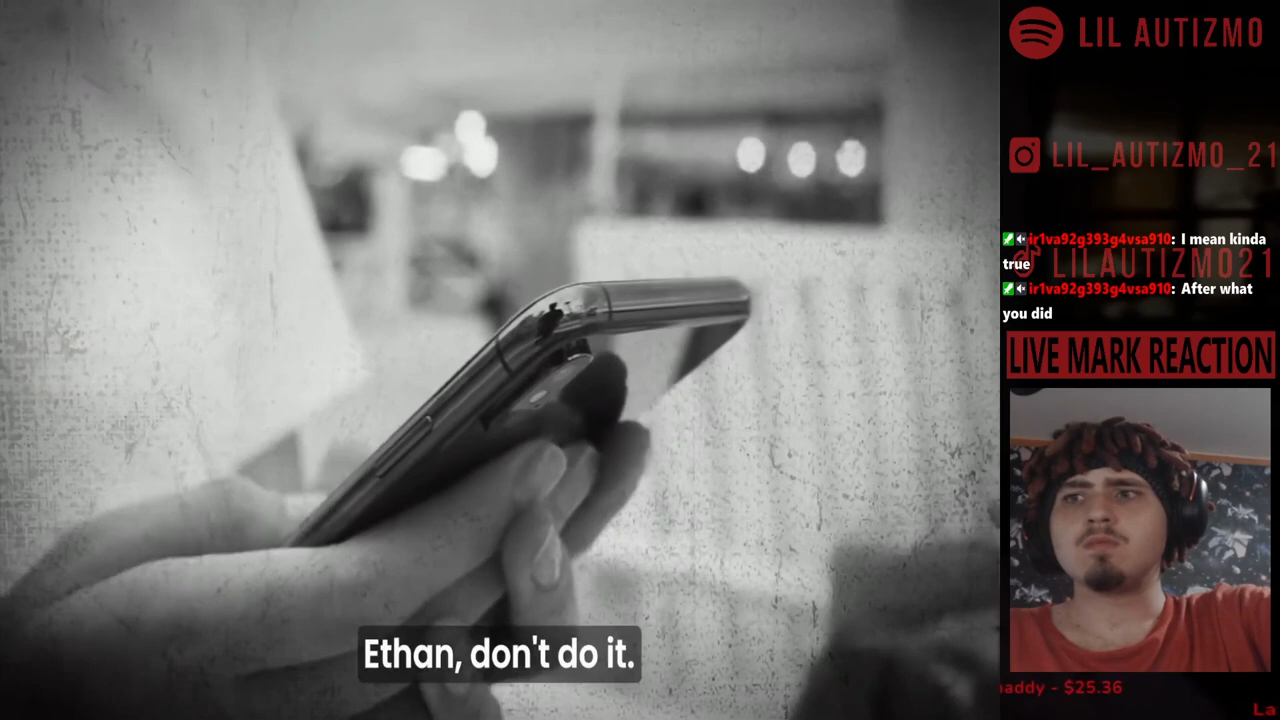 LIL AUTIZMO
LIL_AUTIZMO_21
ir1va92g393g4vsa910: I mean kinda
true
LILAUTIZMO21
ir1va92g393g4vsa910: After what
you did
LIVE MARK REACTION
Ethan, don't do it.
addy - $25.36
La